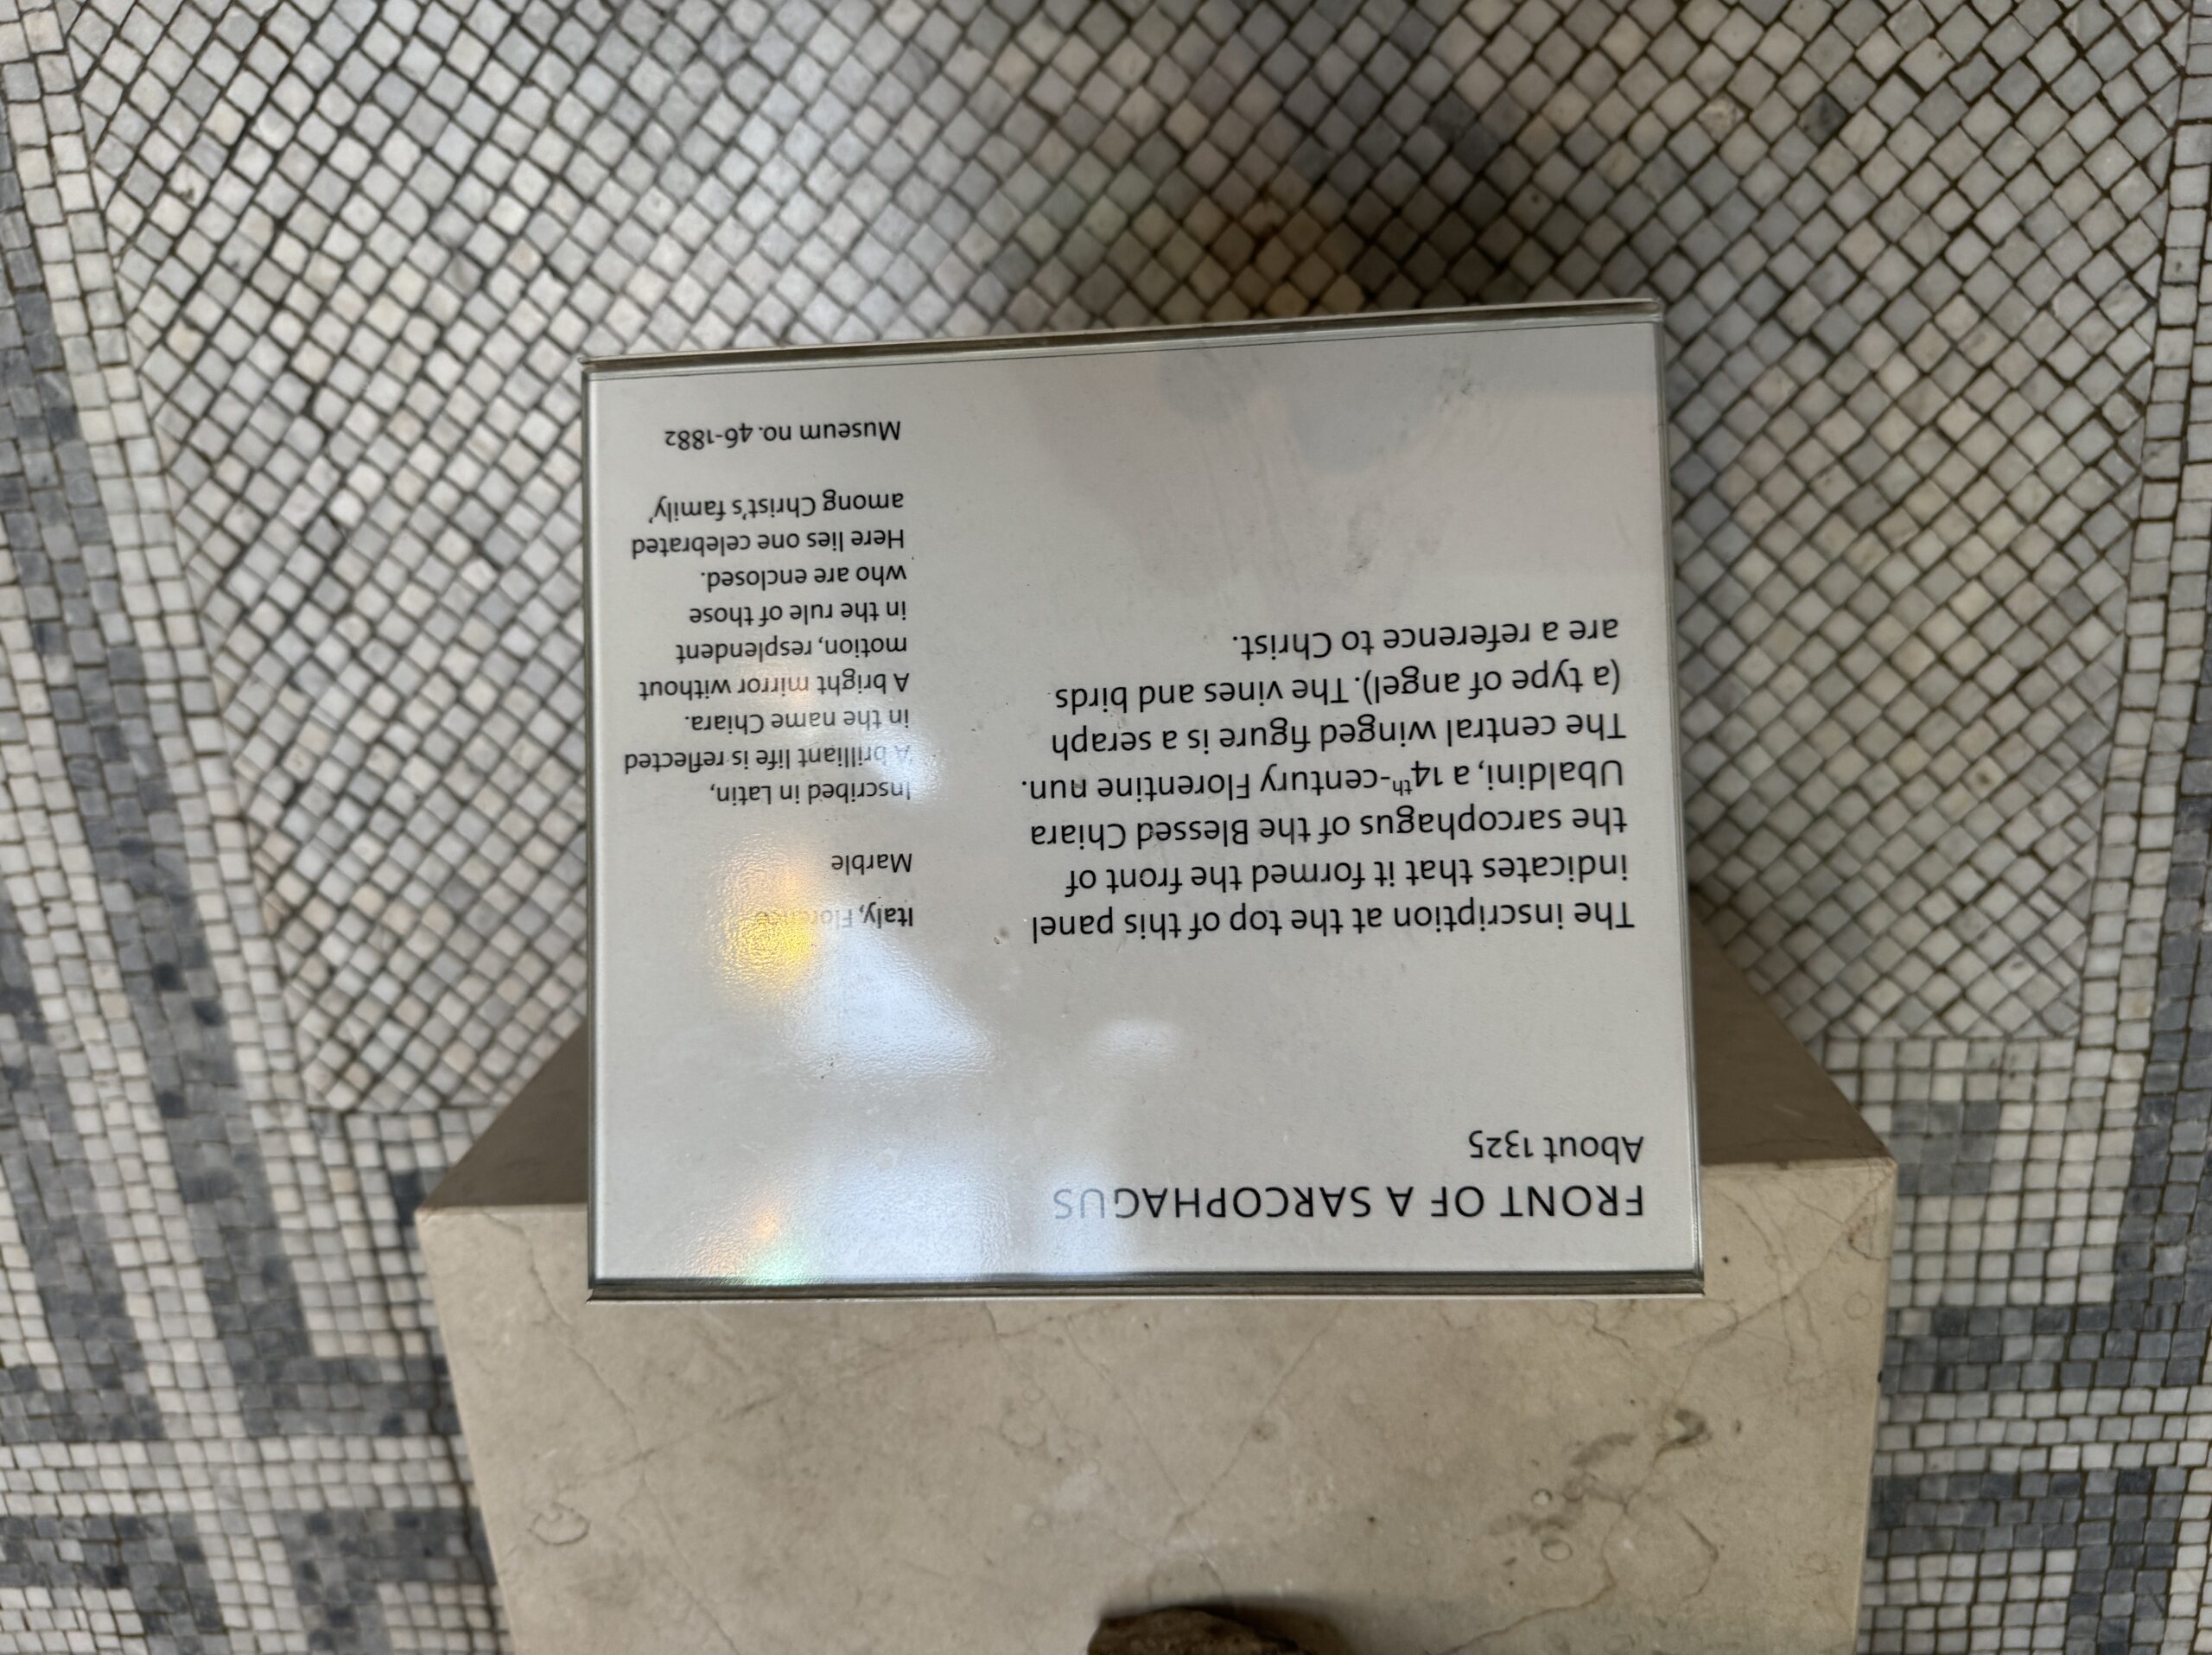 FRONT OF A SARCOPHAGUS
About 1325
The inscription at the top of this panel
indicates that it formed the front of
the sarcophagus of the Blessed Chiara
Ubaldini, a 14th-century Florentine nun.
The central winged figure is a seraph
(a type of angel). The vines and birds
are a reference to Christ.
Italy, Florence
Marble
Inscribed in Latin,
‘A brilliant life is reflected
in the name Chiara.
A bright mirror without
motion, resplendent
in the rule of those
who are enclosed.
Here lies one celebrated
among Christ’s family’
Museum no. 46-1882